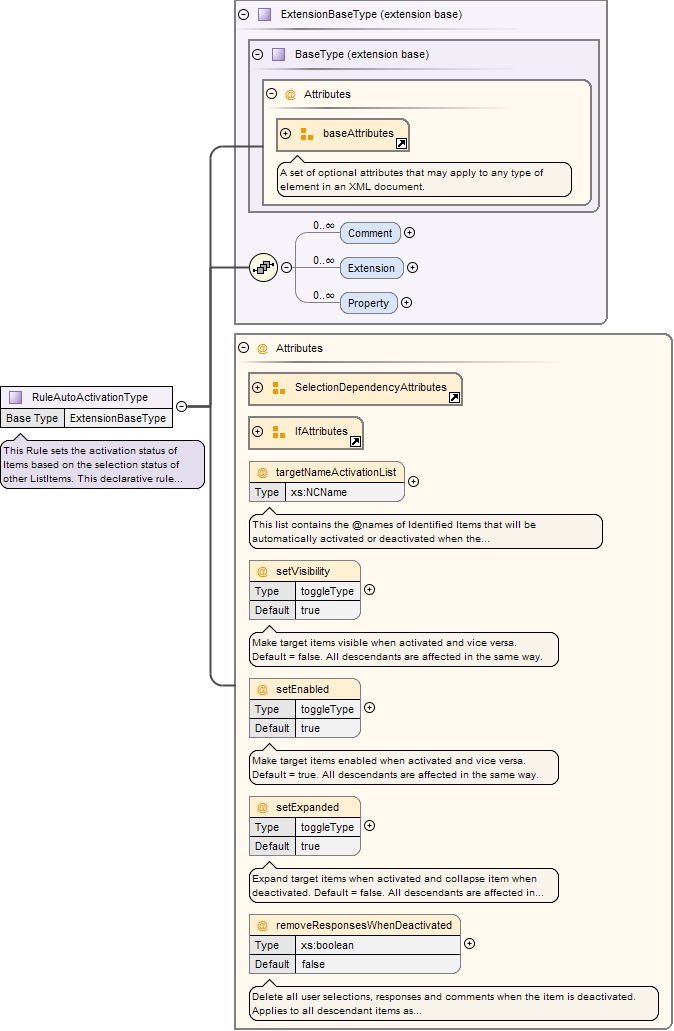 ExtensionBaseType (extension base)
BaseType (extension base)
@ Attributes
baseAttributes
A set of optional attributes that may apply to any type of
element in an XML document.
0..∞
Comment
0..∞
Extension
0..∞
Property
RuleAutoActivationType
Base Type ExtensionBaseType
This Rule sets the activation status of
Items based on the selection status of
other ListItems. This declarative rule...
@ Attributes
SelectionDependencyAttributes
IfAttributes
@ targetNameActivationList
Type xs:NCName
This list contains the @names of Identified Items that will be
automatically activated or deactivated when the...
@ setVisibility
Type toggleType
Default true
Make target items visible when activated and vice versa.
Default = false. All descendants are affected in the same way.
@ setEnabled
Type toggleType
Default true
Make target items enabled when activated and vice versa.
Default = true. All descendants are affected in the same way.
@ setExpanded
Type toggleType
Default true
Expand target items when activated and collapse item when
deactivated. Default = false. All descendants are affected in...
@ removeResponsesWhenDeactivated
Type xs:boolean
Default false
Delete all user selections, responses and comments when the item is deactivated.
Applies to all descendant items as...